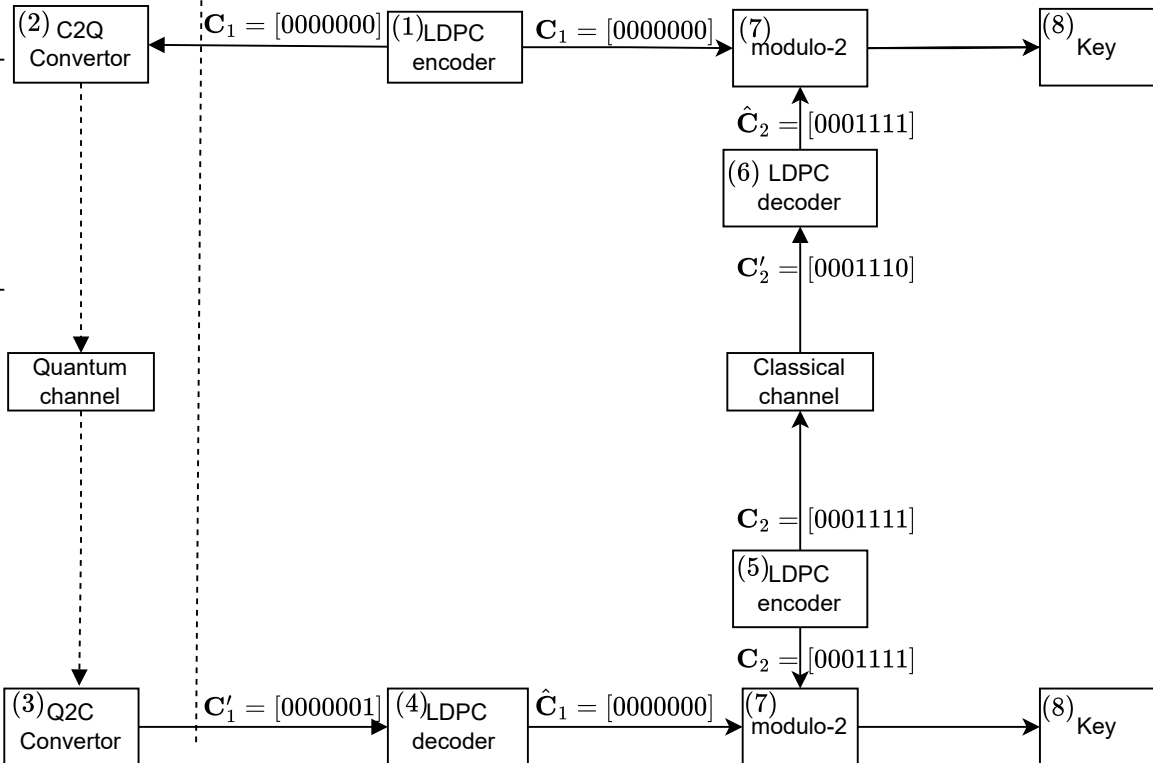 (2) C2Q
Convertor
C₁ = [0000000]
(1) LDPC
encoder
C₁ = [0000000]
(7)
modulo-2
(8) Key
Ĉ₂ = [0001111]
(6) LDPC
decoder
C′₂ = [0001110]
Quantum
channel
Classical
channel
C₂ = [0001111]
(5) LDPC
encoder
C₂ = [0001111]
(3) Q2C
Convertor
C′₁ = [0000001]
(4) LDPC
decoder
Ĉ₁ = [0000000]
(7)
modulo-2
(8) Key